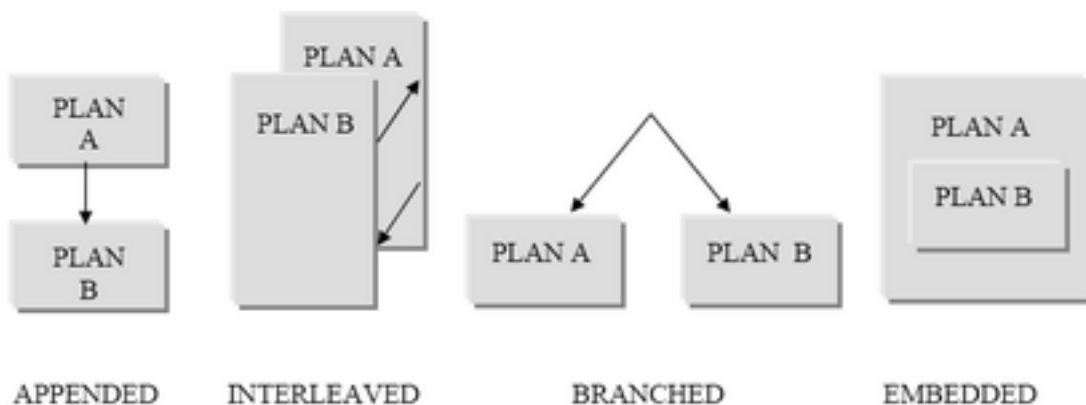 PLAN
A
PLAN
B
APPENDED
PLAN A
PLAN B
INTERLEAVED
PLAN A
PLAN B
BRANCHED
PLAN A
PLAN B
EMBEDDED